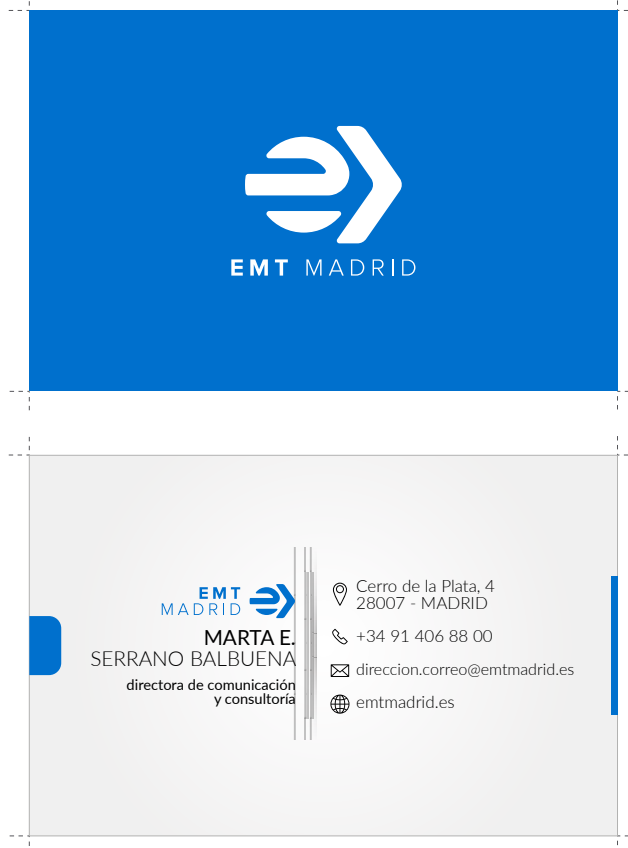 EMT MADRID
EMT
MADRID
MARTA E.
SERRANO BALBUENA
directora de comunicación
y consultoría
Cerro de la Plata, 4
28007 - MADRID
+34 91 406 88 00
direccion.correo@emtmadrid.es
emtmadrid.es